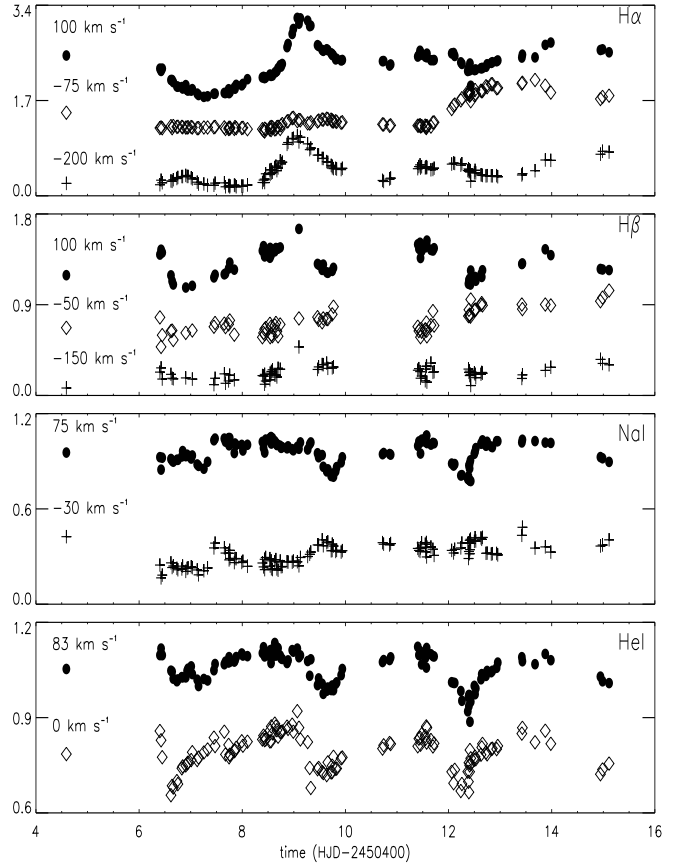 3.4
Hα
100 km s⁻¹
−75 km s⁻¹
1.7
−200 km s⁻¹
0.0
1.8
Hβ
100 km s⁻¹
0.9
−50 km s⁻¹
−150 km s⁻¹
0.0
1.2
NaI
75 km s⁻¹
0.6
−30 km s⁻¹
0.0
1.2
HeI
83 km s⁻¹
0.9
0 km s⁻¹
0.6
4 6 8 10 12 14 16
time (HJD−2450400)